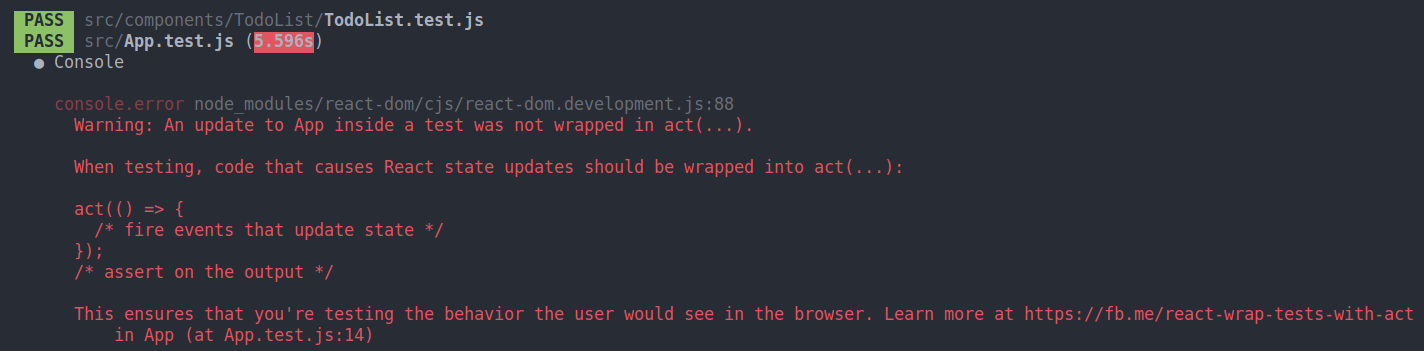 PASS src/components/TodoList/TodoList.test.js
PASS src/App.test.js (5.596s)
● Console
console.error node_modules/react-dom/cjs/react-dom.development.js:88
Warning: An update to App inside a test was not wrapped in act(...).
When testing, code that causes React state updates should be wrapped into act(...):
act(() => {
/* fire events that update state */
});
/* assert on the output */
This ensures that you're testing the behavior the user would see in the browser. Learn more at https://fb.me/react-wrap-tests-with-act
in App (at App.test.js:14)